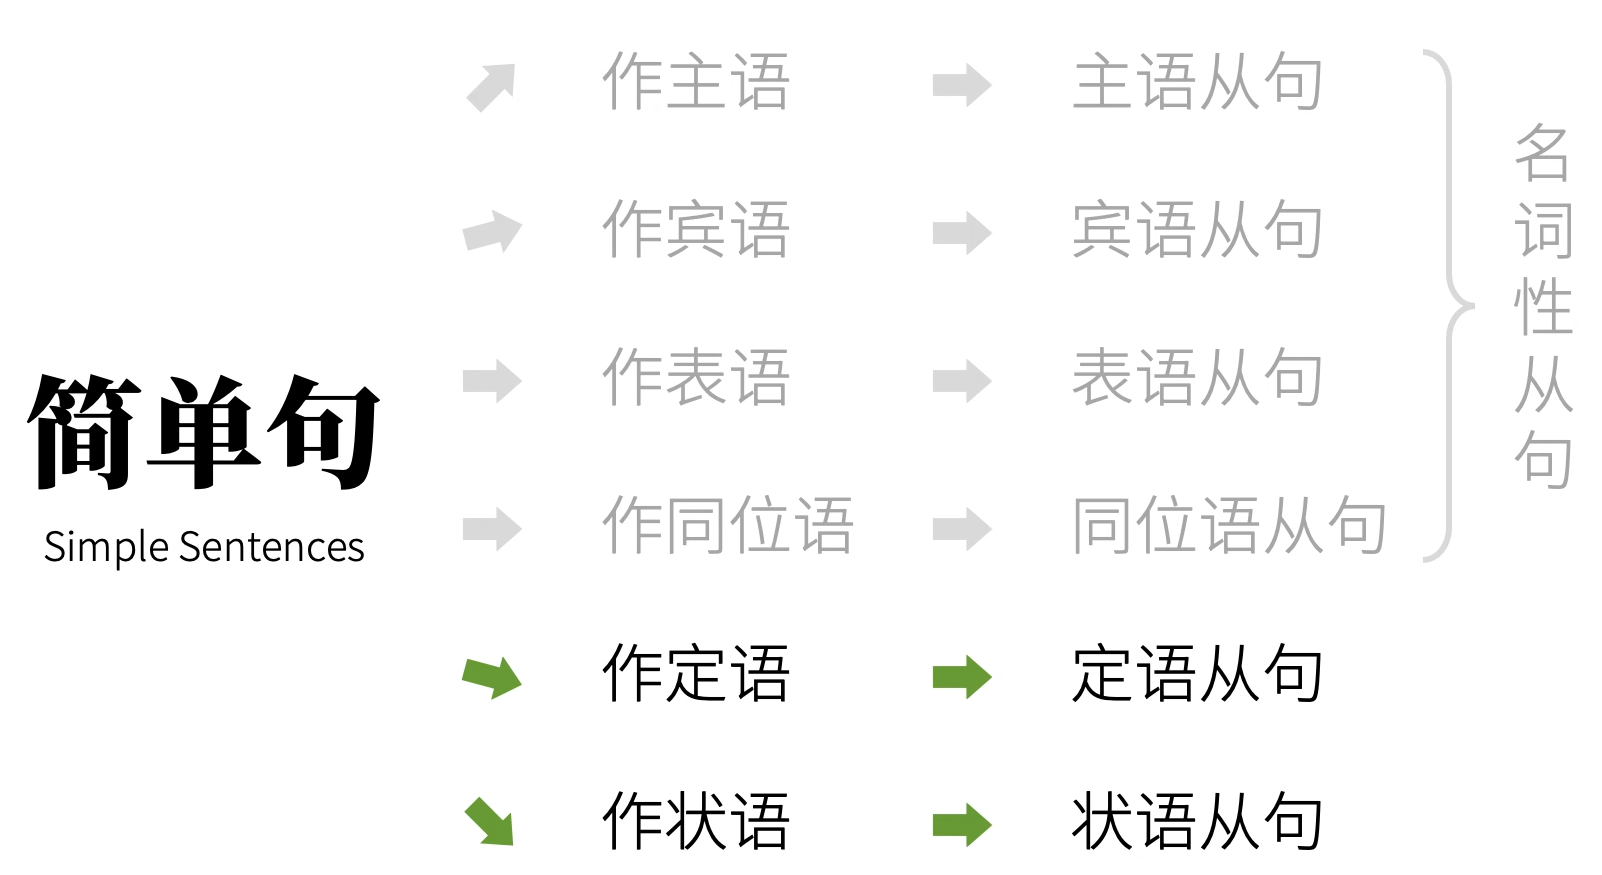 简单句
Simple Sentences
作主语
主语从句
作宾语
宾语从句
作表语
表语从句
作同位语
同位语从句
作定语
定语从句
作状语
状语从句
名词性从句